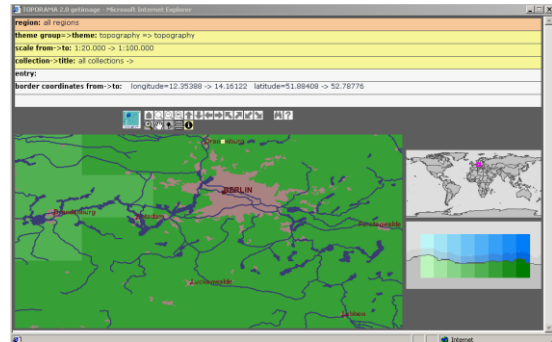 TOPORAMA 2.0 getimage - Microsoft Internet Explorer
region: all regions
theme group=>theme: topography => topography
scale from->to: 1:20.000 -> 1:100.000
collection->title: all collections ->
entry:
border coordinates from->to: longitude=12.35388 -> 14.16122 latitude=51.88408 -> 52.78776
BERLIN
Brandenburg
Potsdam
Luckenwalde
Internet